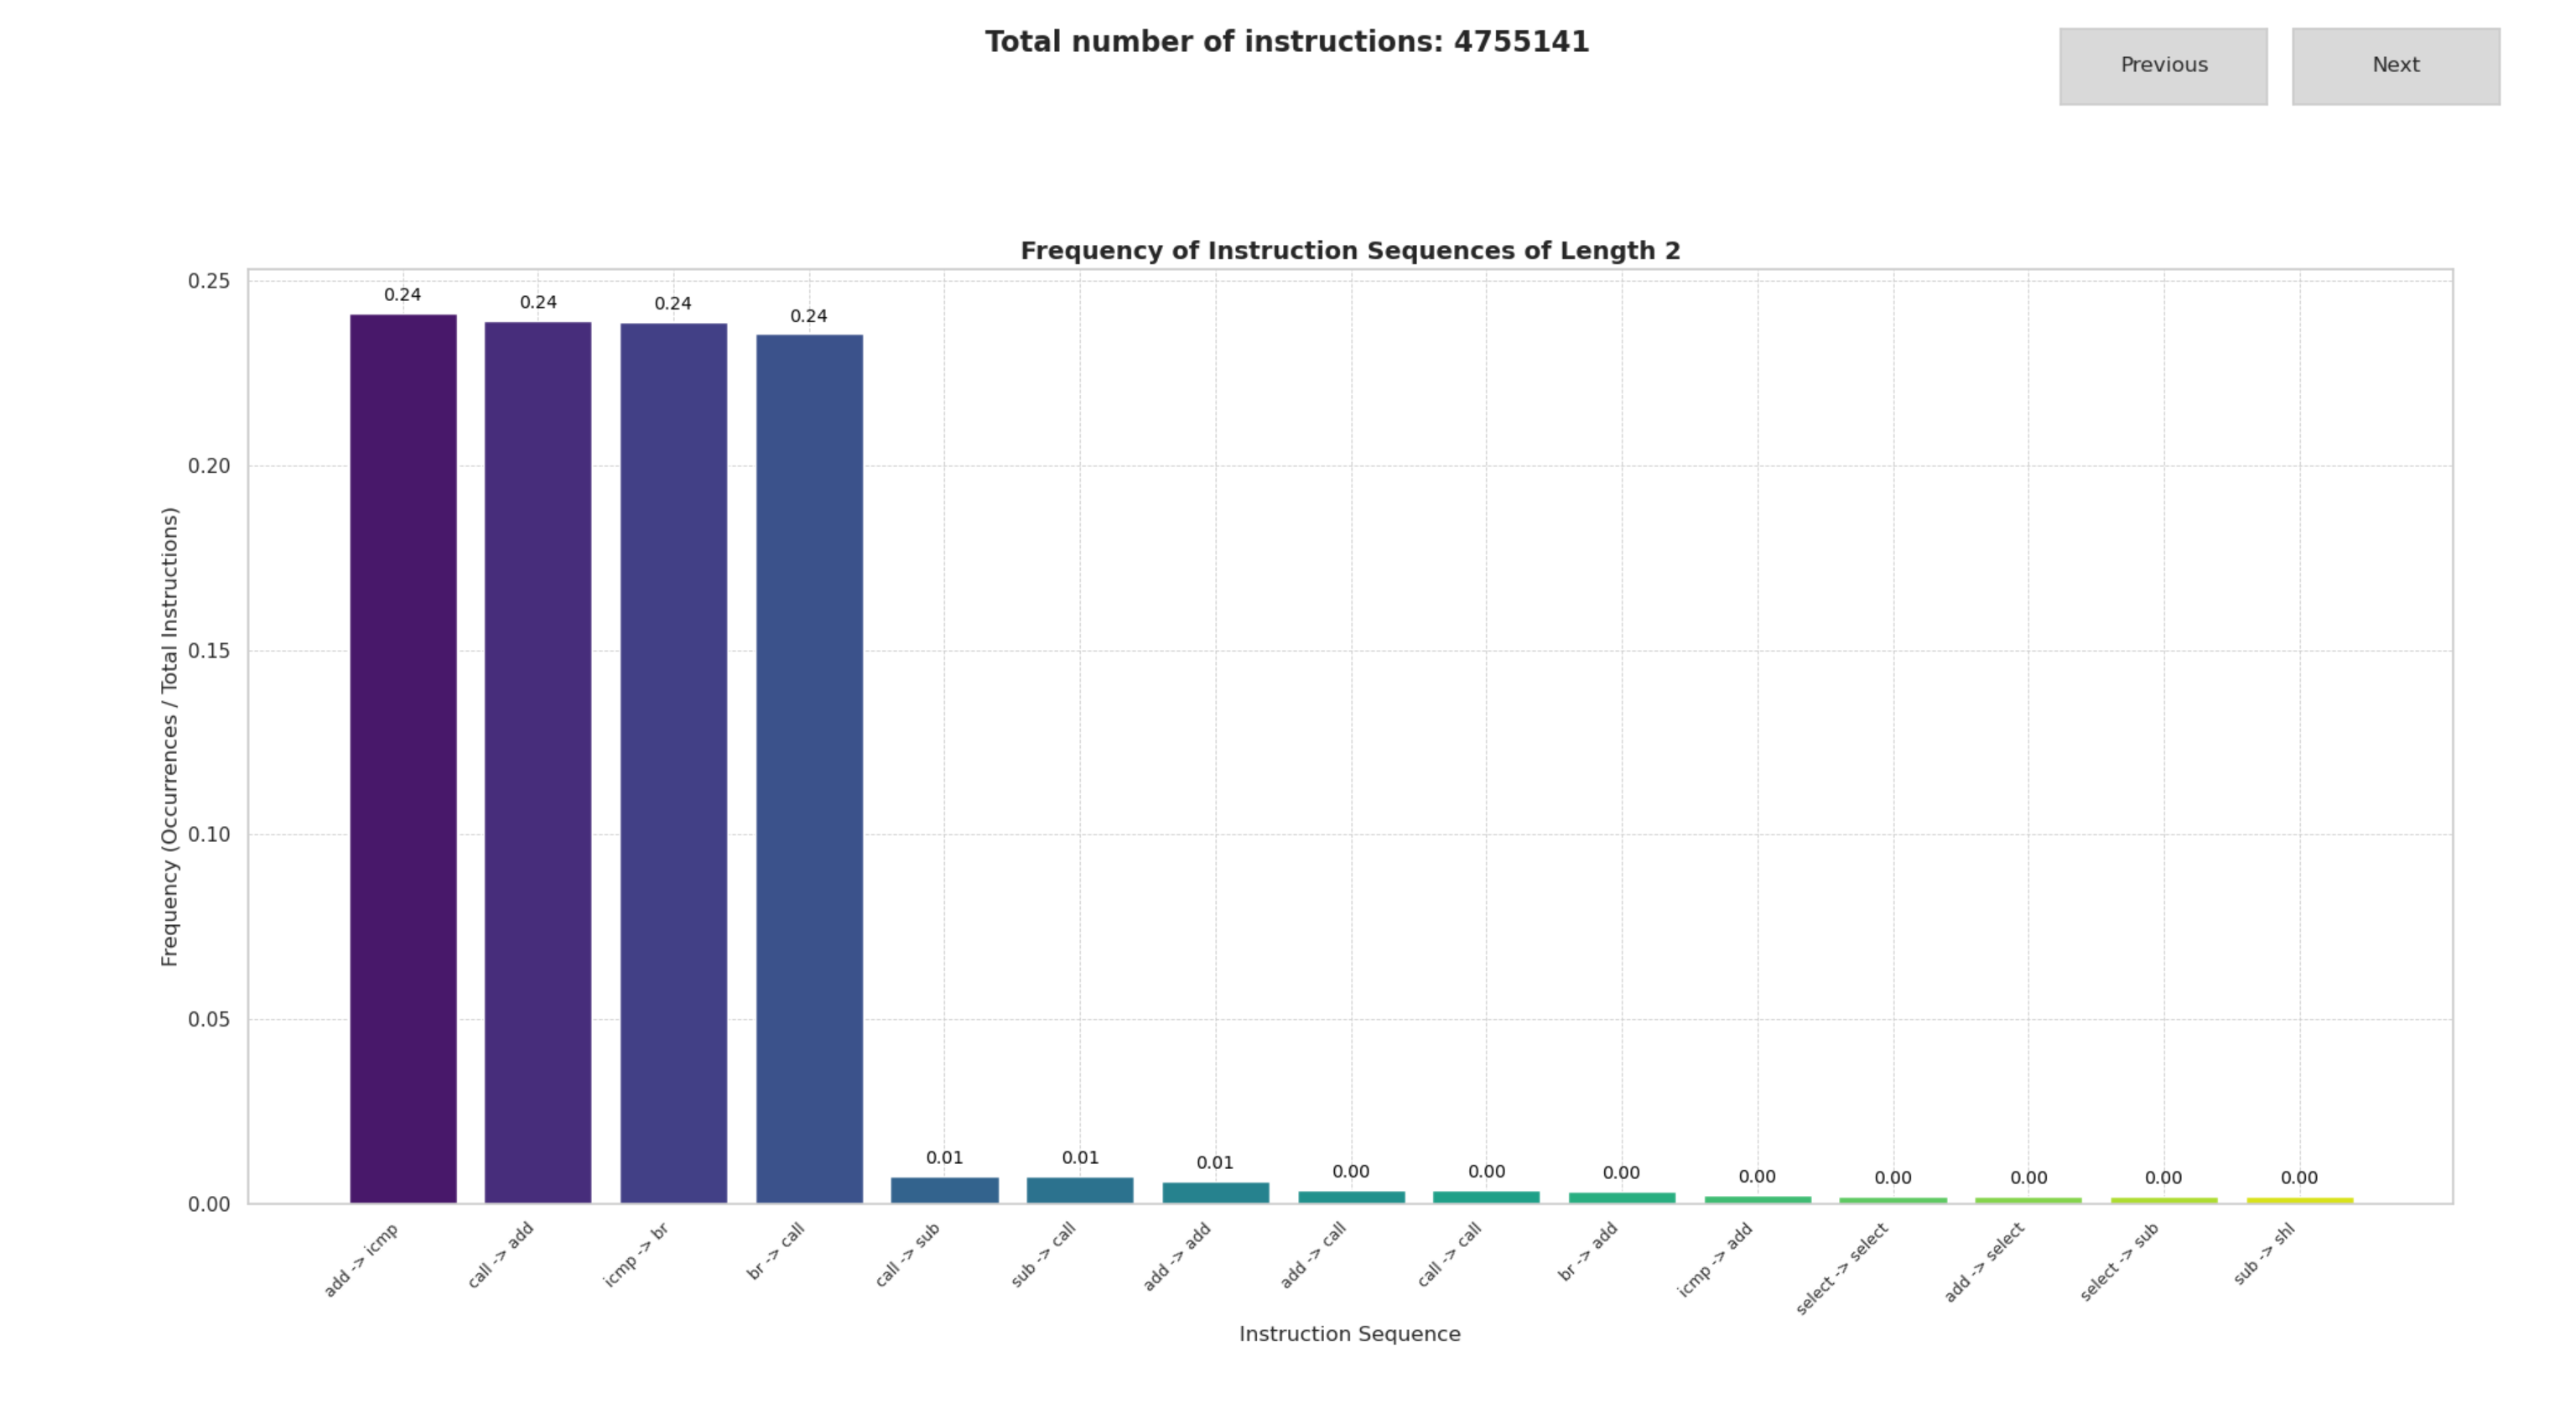 Total number of instructions: 4755141
Previous
Next
Frequency of Instruction Sequences of Length 2
Frequency (Occurrences / Total Instructions)
0.25
0.20
0.15
0.10
0.05
0.00
0.24
0.24
0.24
0.24
0.01
0.01
0.01
0.00
0.00
0.00
0.00
0.00
0.00
0.00
0.00
add -> icmp
call -> add
icmp -> br
br -> call
call -> sub
sub -> call
add -> add
add -> call
call -> call
br -> add
icmp -> add
select -> select
add -> select
select -> sub
sub -> shl
Instruction Sequence